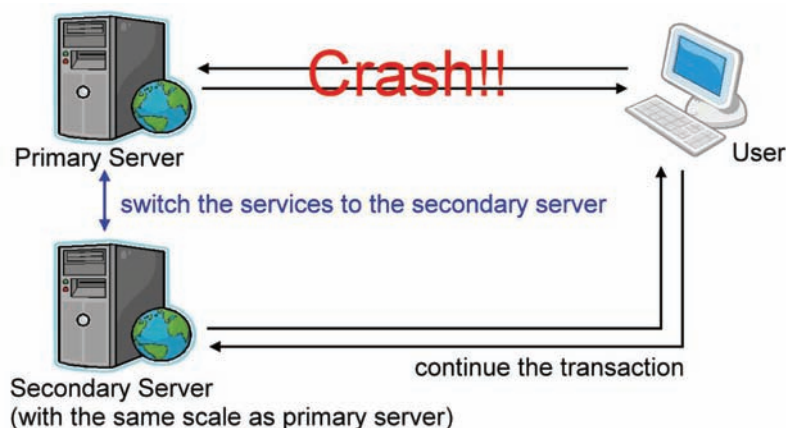 Crash!!
Primary Server
User
switch the services to the secondary server
continue the transaction
Secondary Server
(with the same scale as primary server)